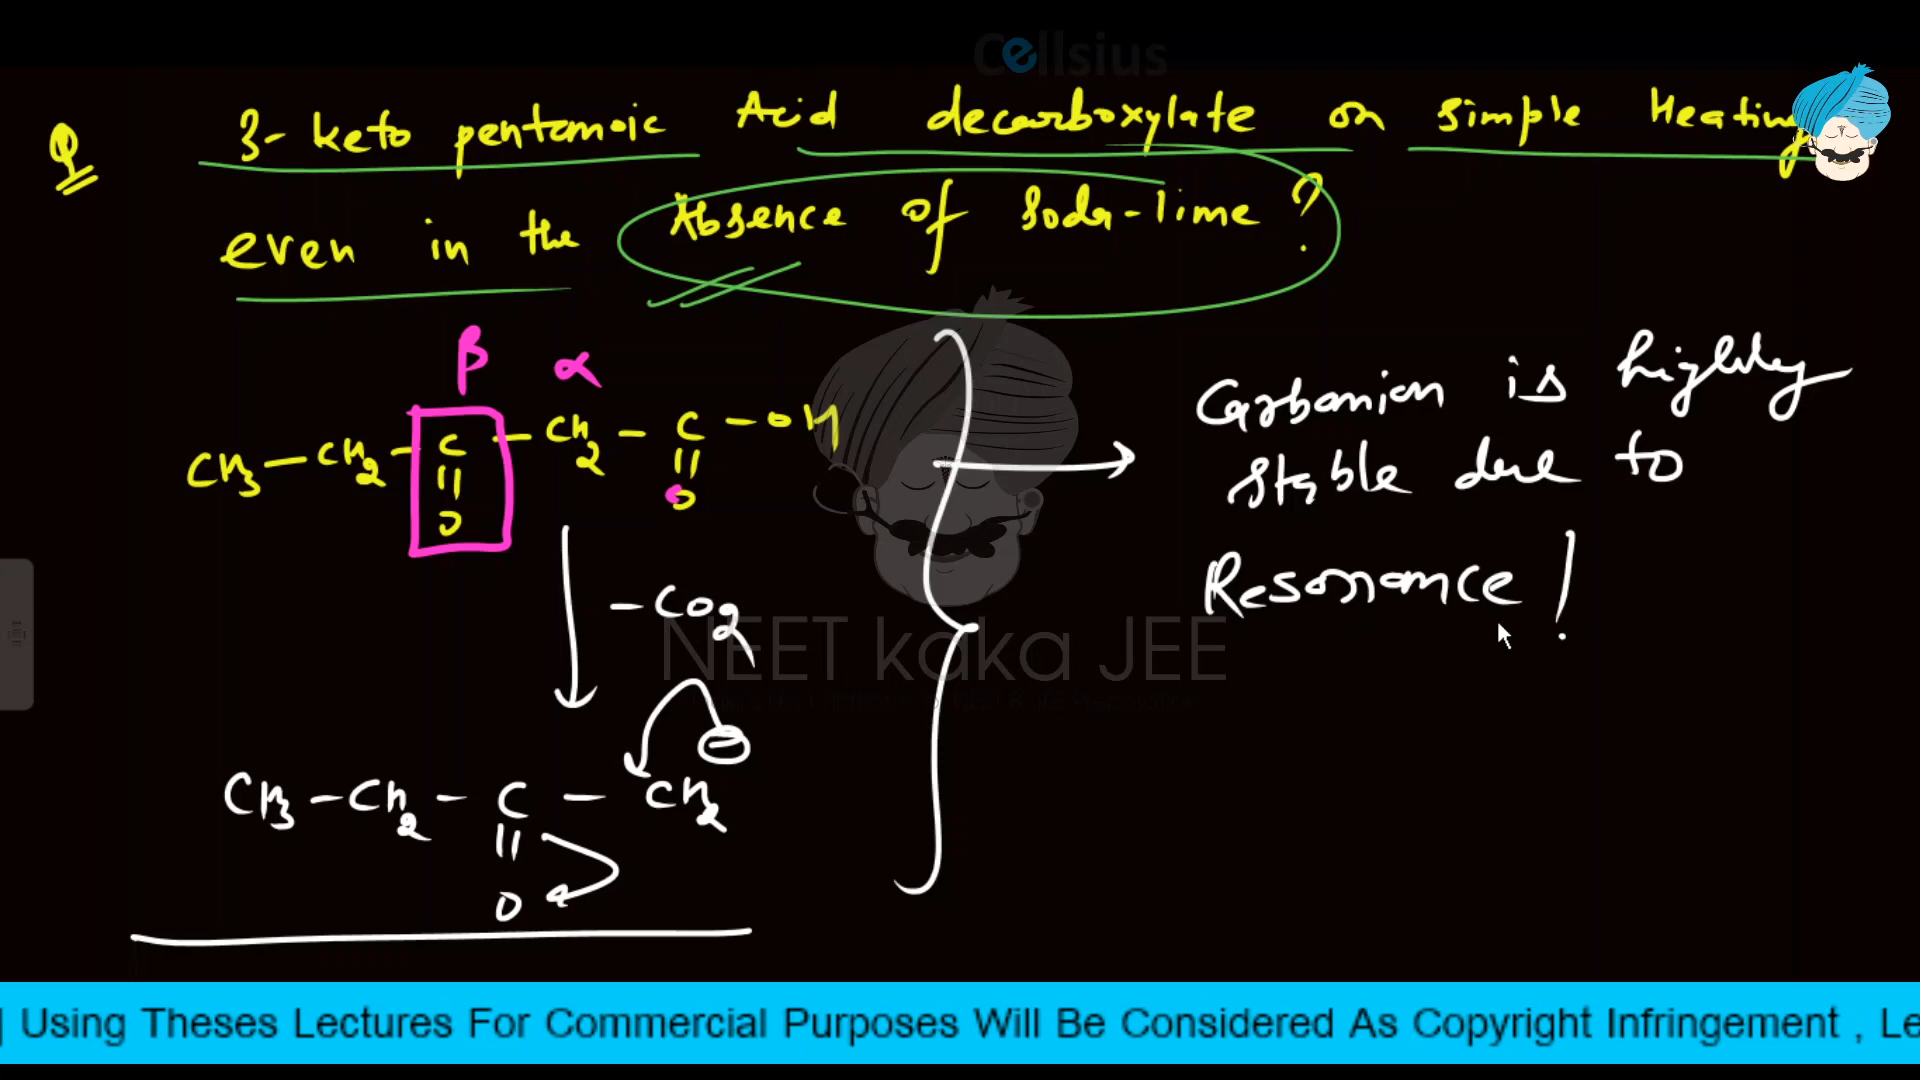 Cellsius
Q 3-keto pentanoic Acid decarboxylate on simple Heating
even in the Absence of Soda-lime?
β α
CH3-CH2-C-CH2-C-OH
O O
-CO2
⊖
CH3-CH2-C-CH2
O
Carbanion is highly
stable due to
Resonance!
NEET kaka JEE
| Using Theses Lectures For Commercial Purposes Will Be Considered As Copyright Infringement , Le